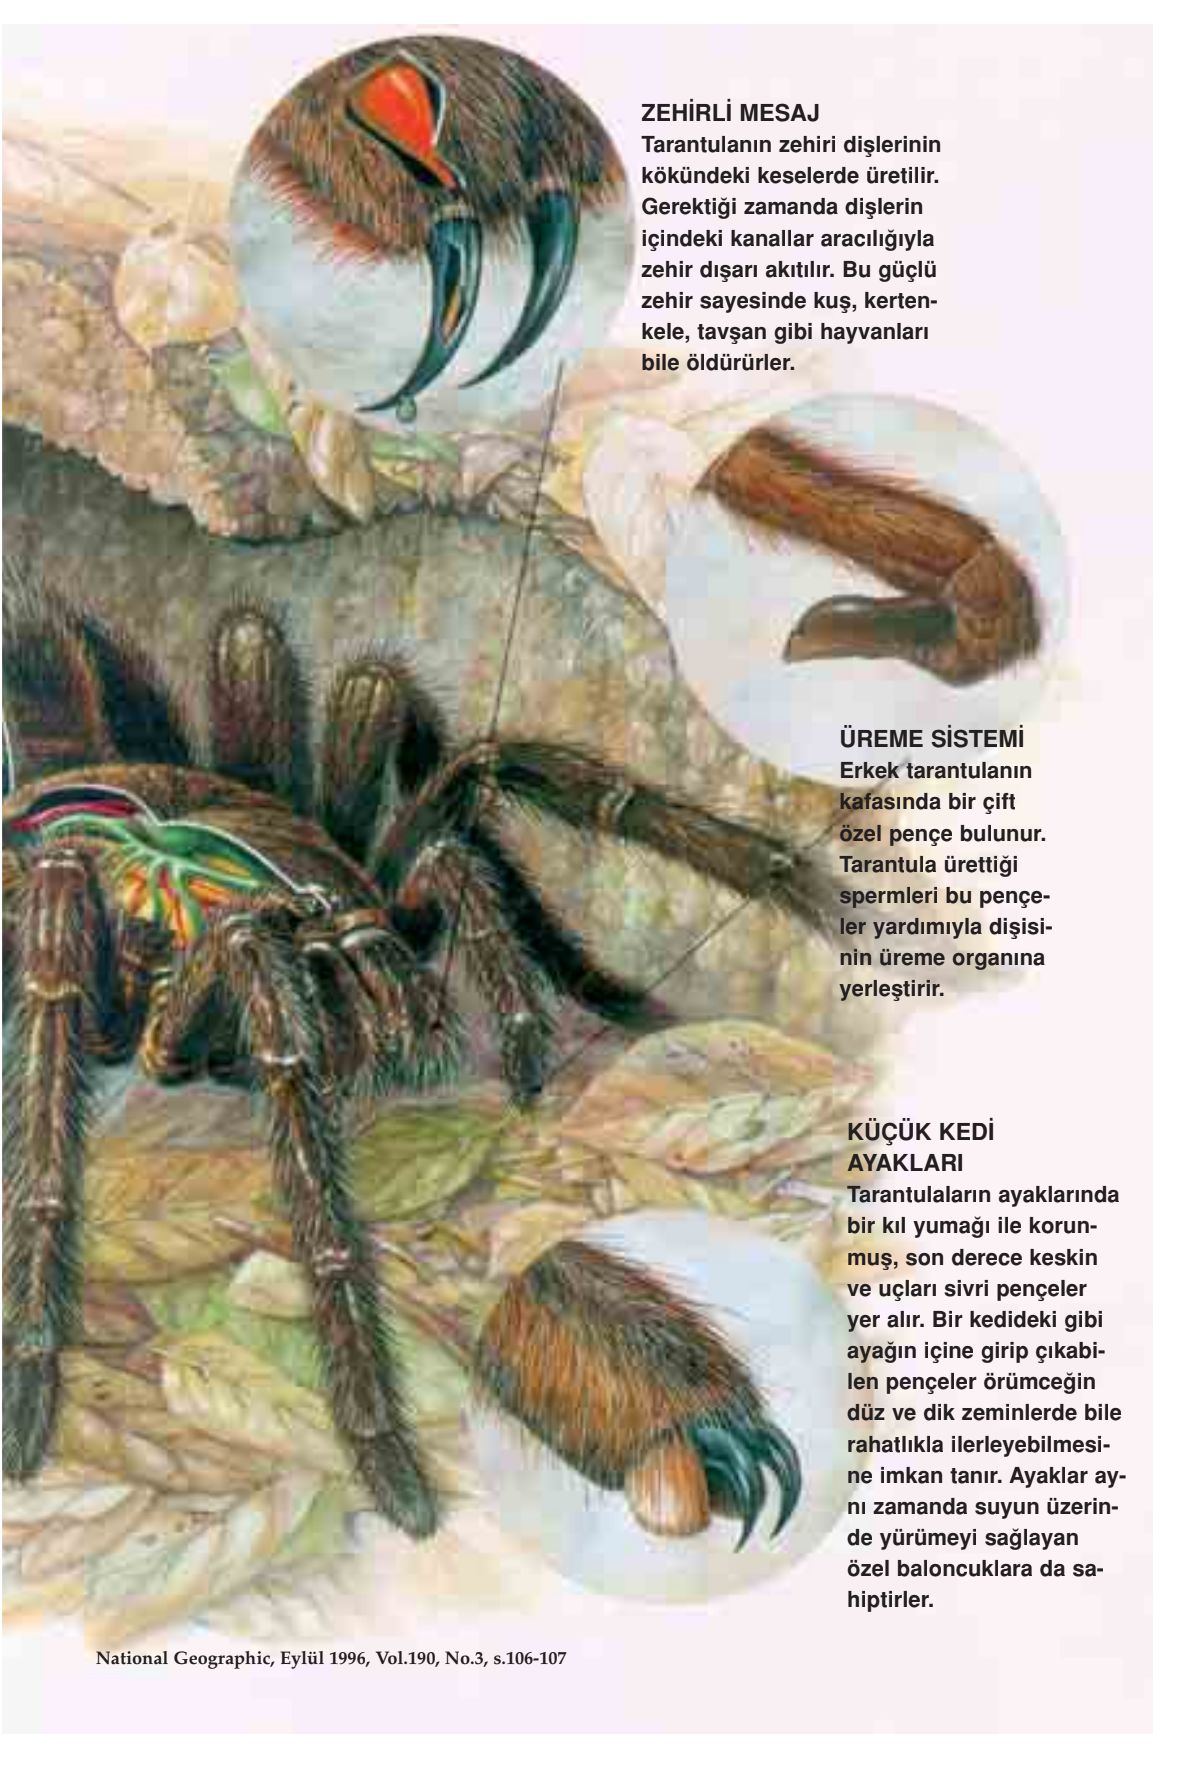 ZEHİRLİ MESAJ
Tarantulanın zehiri dişlerinin
kökündeki keselerde üretilir.
Gerektiği zamanda dişlerin
içindeki kanallar aracılığıyla
zehir dışarı akıtılır. Bu güçlü
zehir sayesinde kuş, kerten-
kele, tavşan gibi hayvanları
bile öldürürler.
ÜREME SİSTEMİ
Erkek tarantulanın
kafasında bir çift
özel pençe bulunur.
Tarantula ürettiği
spermleri bu pençe-
ler yardımıyla dişisi-
nin üreme organına
yerleştirir.
KÜÇÜK KEDİ
AYAKLARI
Tarantulaların ayaklarında
bir kıl yumağı ile korun-
muş, son derece keskin
ve uçları sivri pençeler
yer alır. Bir kedideki gibi
ayağın içine girip çıkabi-
len pençeler örümceğin
düz ve dik zeminlerde bile
rahatlıkla ilerleyebilmesi-
ne imkan tanır. Ayaklar ay-
nı zamanda suyun üzerin-
de yürümeyi sağlayan
özel baloncuklara da sa-
hiptirler.
National Geographic, Eylül 1996, Vol.190, No.3, s.106-107